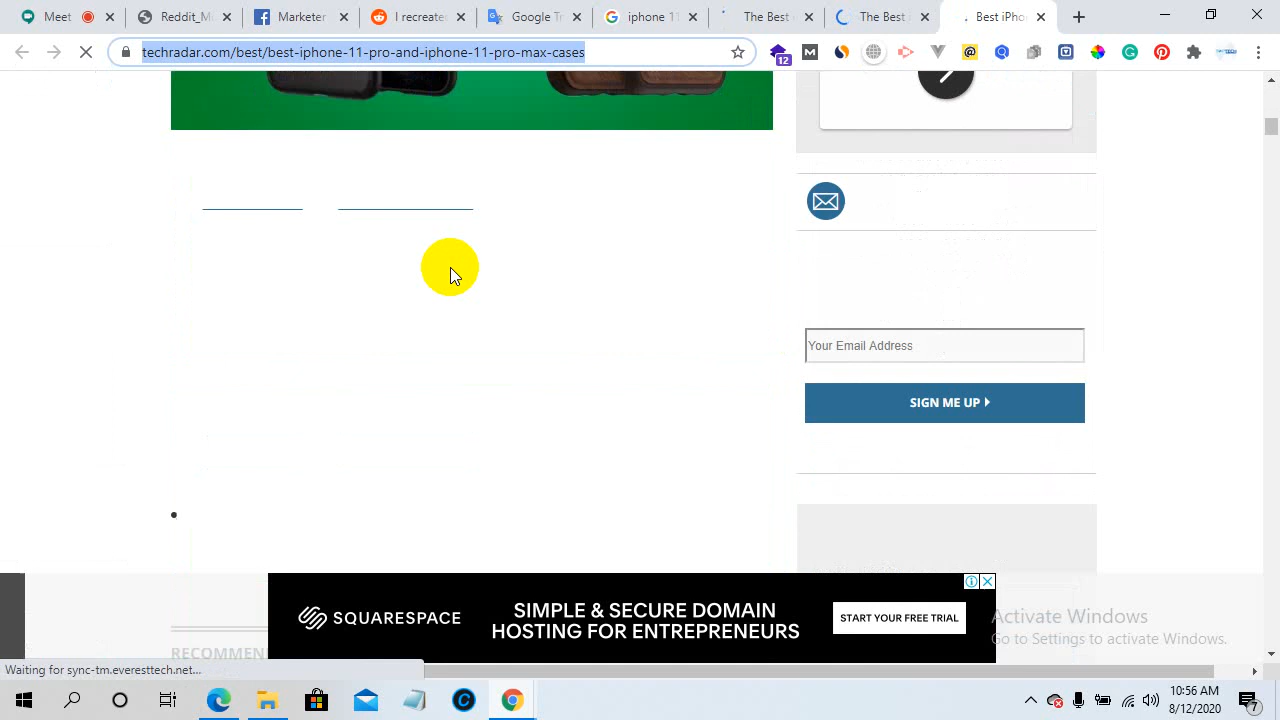 Meet
Reddit_M
Marketer
I recreate
Google Tr
iphone 11
The Best
The Best
Best iPho
techradar.com/best/best-iphone-11-pro-and-iphone-11-pro-max-cases
12
Your Email Address
SIGN ME UP
SQUARESPACE
SIMPLE & SECURE DOMAIN
HOSTING FOR ENTREPRENEURS
START YOUR FREE TRIAL
Activate Windows
Go to Settings to activate Windows.
RECOMMEN
Waiting for sync-tm.everesttech.net...
10:56 AM
8/12/2020
7